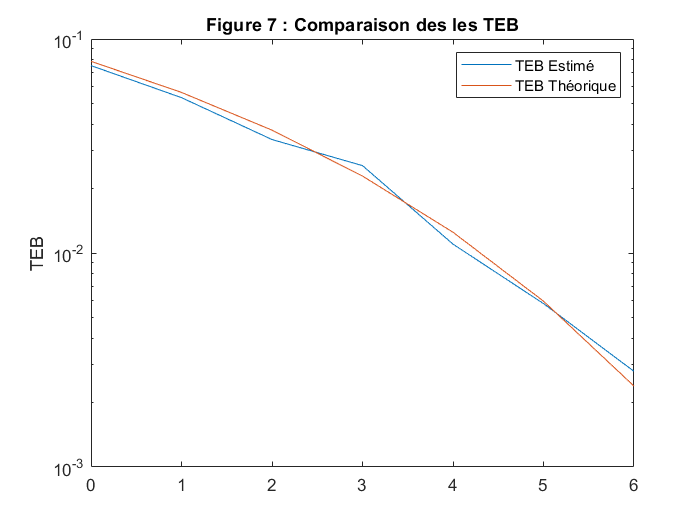 Figure 7 : Comparaison des les TEB
10^-1
TEB Estimé
TEB Théorique
10^-2
TEB
10^-3
0 1 2 3 4 5 6